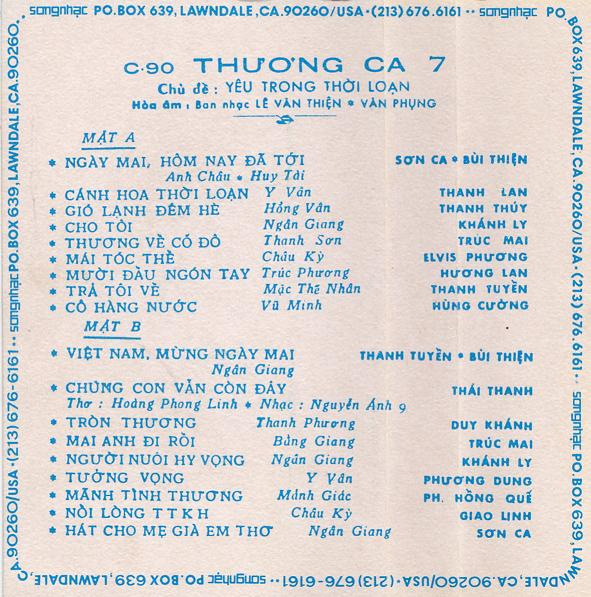 songnhạc PO.BOX 639, LAWNDALE, CA. 90260/USA • (213) 676.6161 •• songnhạc PO.
BOX 639, LAWNDALE, CA. 90260/USA • (213) 676.6161 •• songnhạc PO. BOX 639, LAWN
DALE, CA. 90260/USA • (213) 676-6161 •• songnhạc PO. BOX 639, LAWNDALE, C
A. 90260/USA • (213) 676-6161 •• songnhạc PO.BOX 639, LAWNDALE, CA. 90260..
C-90 THƯƠNG CA 7
Chủ đề : YÊU TRONG THỜI LOẠN
Hòa âm : Ban nhạc LÊ VĂN THIỆN * VĂN PHỤNG
MẶT A
* NGÀY MAI, HÔM NAY ĐÃ TỚI SƠN CA • BÙI THIỆN
Anh Châu * Huy Tài
* CÁNH HOA THỜI LOẠN Y Vân THANH LAN
* GIÓ LẠNH ĐÊM HÈ Hồng Vân THANH THÚY
* CHO TÔI Ngân Giang KHÁNH LY
* THƯƠNG VỀ CỐ ĐÔ Thanh Sơn TRÚC MAI
* MÁI TÓC THỀ Châu Kỳ ELVIS PHƯƠNG
* MƯỜI ĐẦU NGÓN TAY Trúc Phương HƯƠNG LAN
* TRẢ TÔI VỀ Mặc Thế Nhân THANH TUYỀN
* CÔ HÀNG NƯỚC Vũ Minh HÙNG CƯỜNG
MẶT B
* VIỆT NAM, MỪNG NGÀY MAI THANH TUYỀN • BÙI THIỆN
Ngân Giang
* CHÚNG CON VẪN CÒN ĐÂY THÁI THANH
Thơ : Hoàng Phong Linh * Nhạc : Nguyễn Ánh 9
* TRÒN THƯƠNG Thanh Phương DUY KHÁNH
* MAI ANH ĐI RỒI Bằng Giang TRÚC MAI
* NGƯỜI NUÔI HY VỌNG Ngân Giang KHÁNH LY
* TƯỞNG VỌNG Y Vân PHƯƠNG DUNG
* MÃNH TÌNH THƯƠNG Mảnh Giác PH. HỒNG QUẾ
* NỖI LÒNG TTKH Châu Kỳ GIAO LINH
* HÁT CHO MẸ GIÀ EM THƠ Ngân Giang SƠN CA